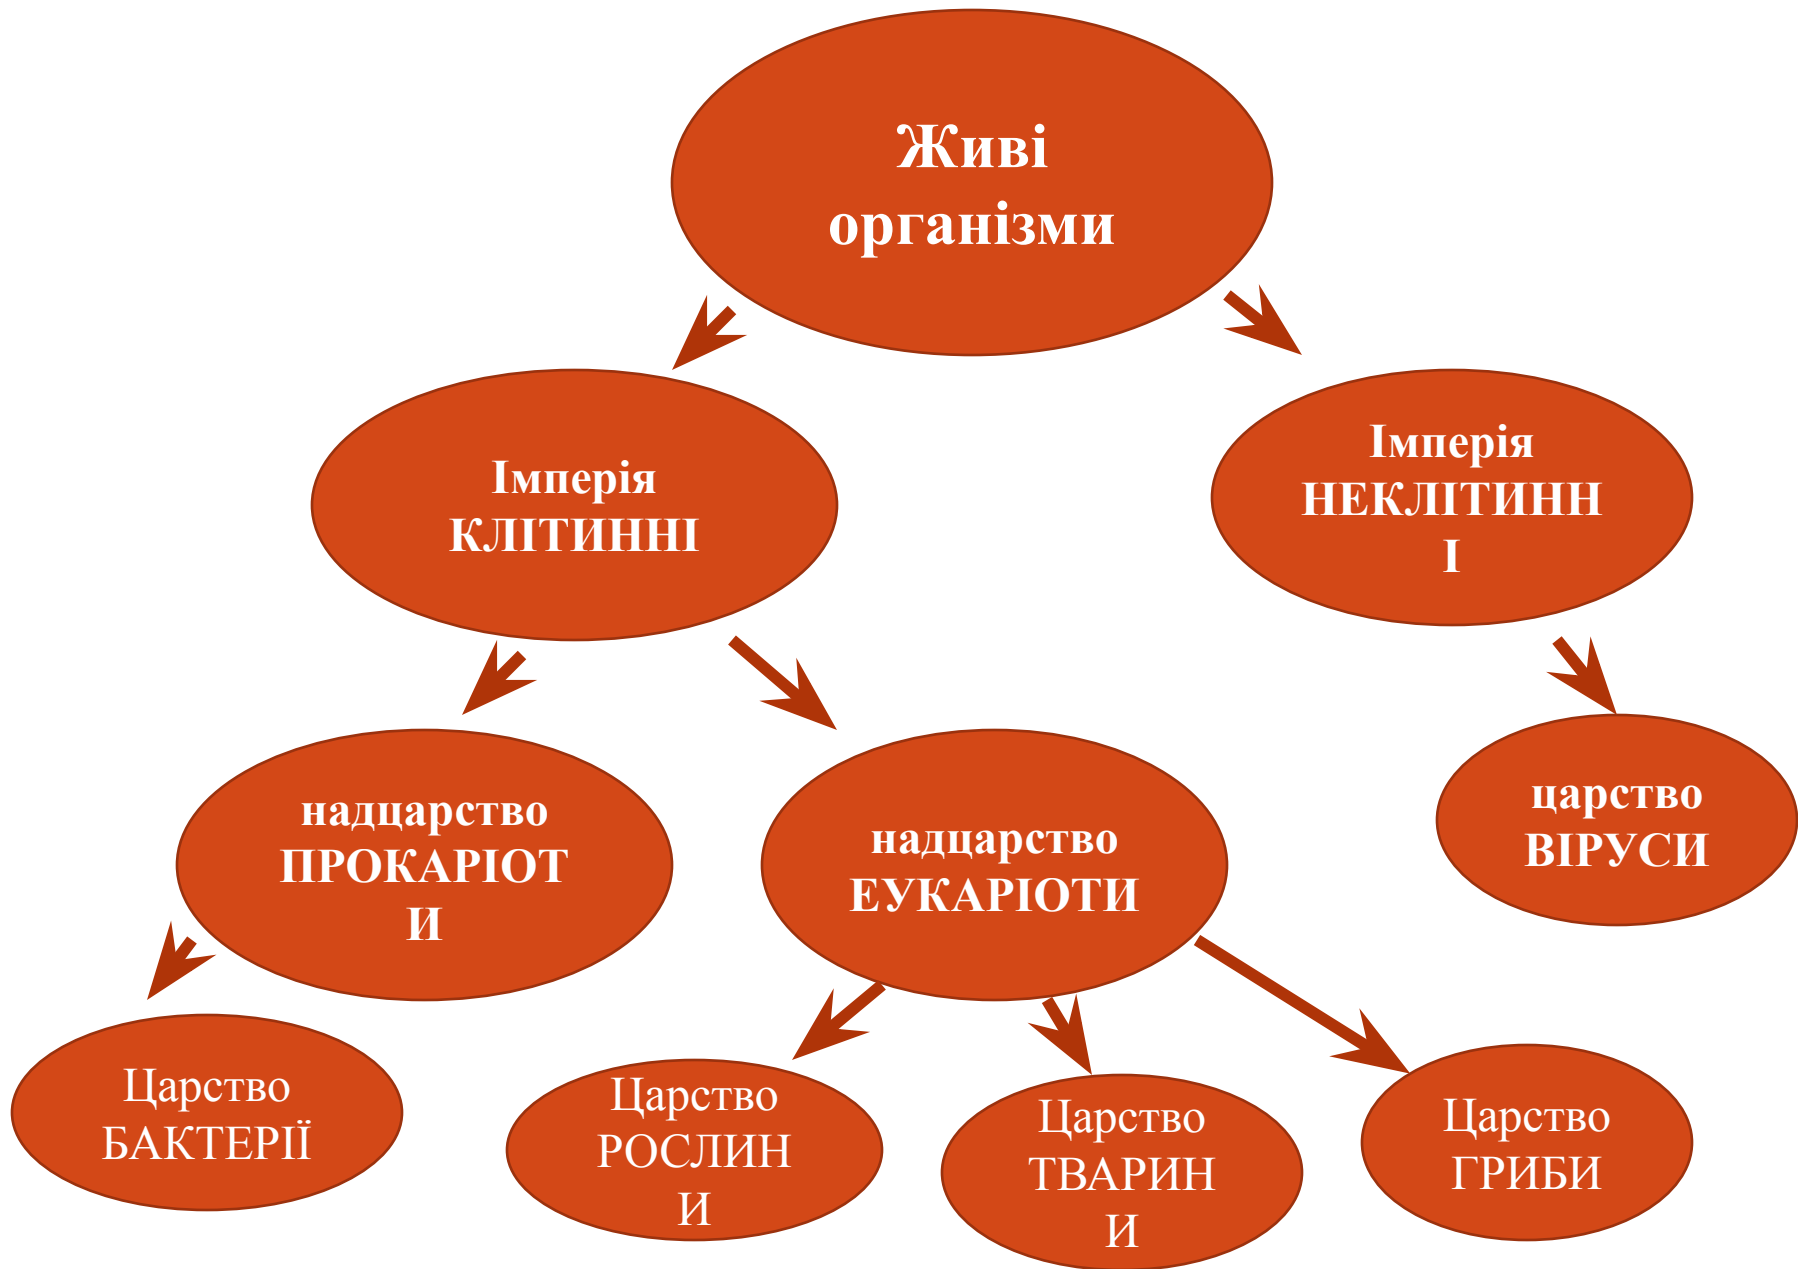 Живі
організми
Імперія
КЛІТИННІ
Імперія
НЕКЛІТИНН
І
надцарство
ПРОКАРІОТ
И
надцарство
ЕУКАРІОТИ
царство
ВІРУСИ
Царство
БАКТЕРІЇ
Царство
РОСЛИН
И
Царство
ТВАРИН
И
Царство
ГРИБИ